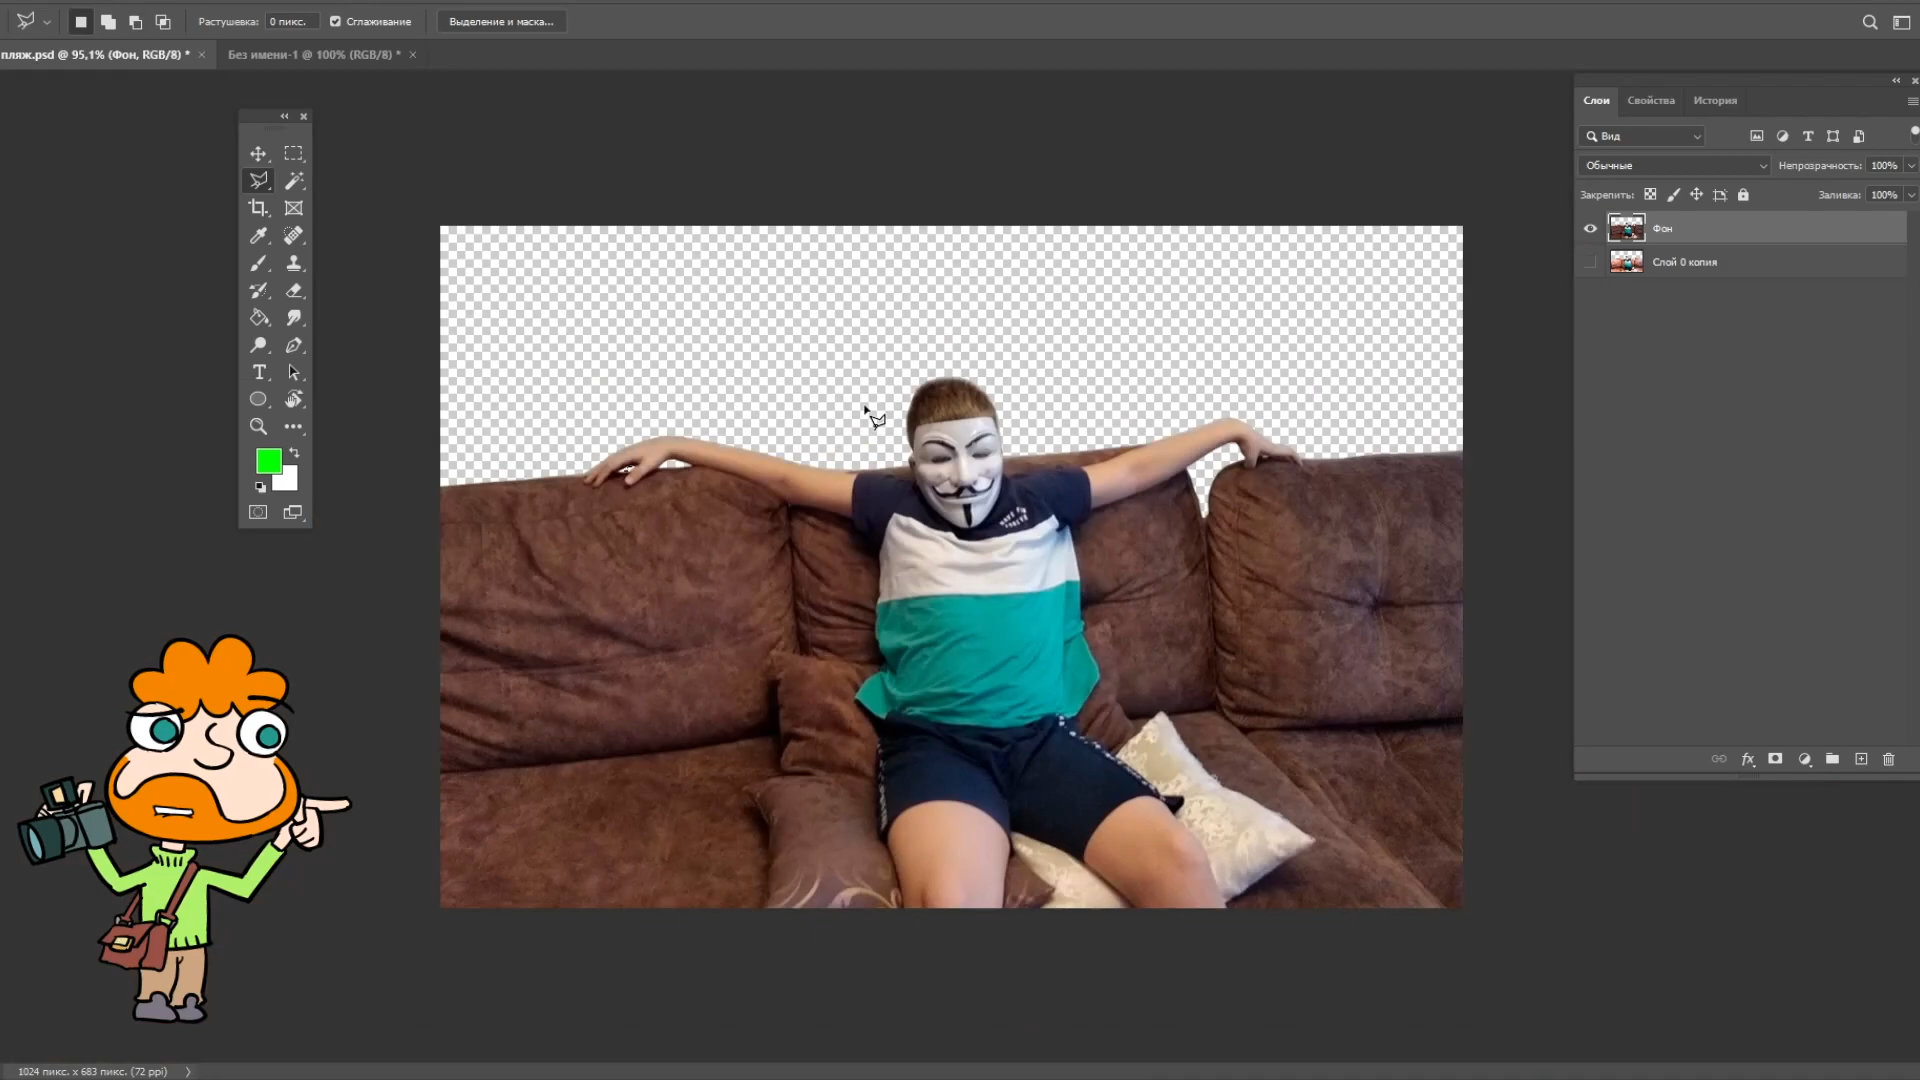 Растушевка: 0 пикс. Сглаживание Выделение и маска...
пляж.psd @ 95,1% (Фон, RGB/8) * × Без имени-1 @ 100% (RGB/8) * ×
Слои Свойства История
Вид
Обычные Непрозрачность: 100%
Закрепить: Заливка: 100%
Фон
Слой 0 копия
1024 пикс. x 683 пикс. (72 ppi)